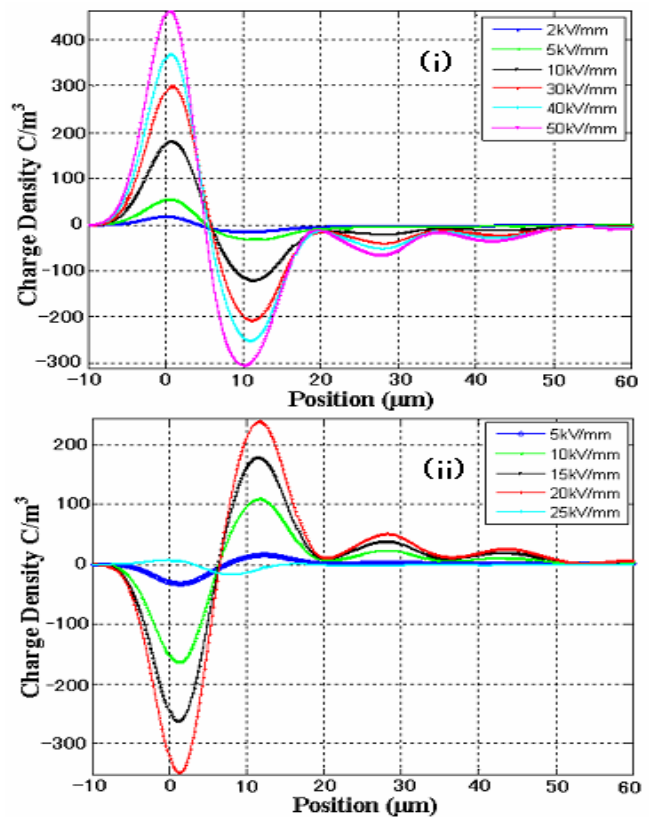 (i)
2kV/mm
5kV/mm
10kV/mm
30kV/mm
40kV/mm
50kV/mm
Charge Density C/m³
400
300
200
100
0
-100
-200
-300
-10 0 10 20 30 40 50 60
Position (μm)
(ii)
5kV/mm
10kV/mm
15kV/mm
20kV/mm
25kV/mm
Charge Density C/m³
200
100
0
-100
-200
-300
-10 0 10 20 30 40 50 60
Position (μm)